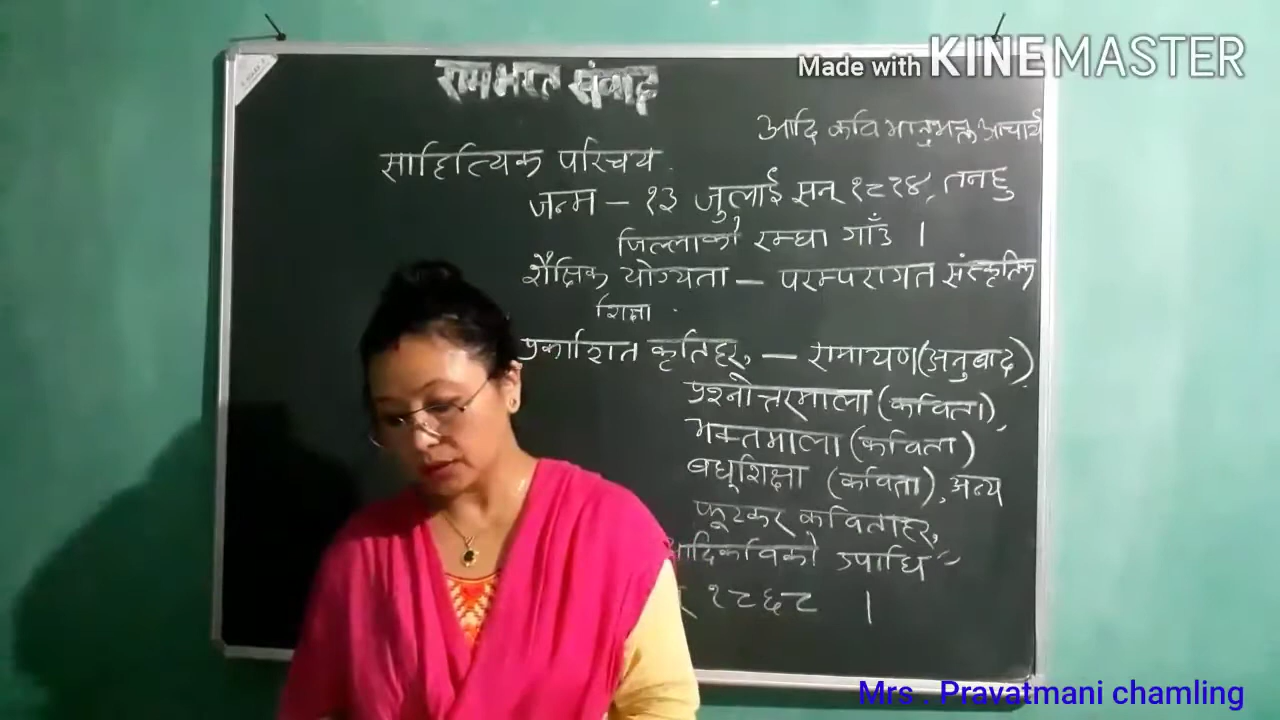 Made with KINEMASTER
राम भरत संवाद
आदि कवि भानुभक्त आचार्य
साहित्यिक परिचय.
जन्म – १३ जुलाई सन् १८१४, तनहु
जिल्लाको रम्घा गाउँ ।
शैक्षिक योग्यता – परम्परागत संस्कृतिक
शिक्षा .
प्रकाशित कृतिहरू, – रामायण(अनुबाद)
प्रश्नोत्तरमाला (कविता),
भक्तमाला (कविता)
बधूशिक्षा (कविता), अन्य
फूटकर कविताहरू,
आदिकविको उपाधि
१८६८ ।
Mrs . Pravatmani chamling